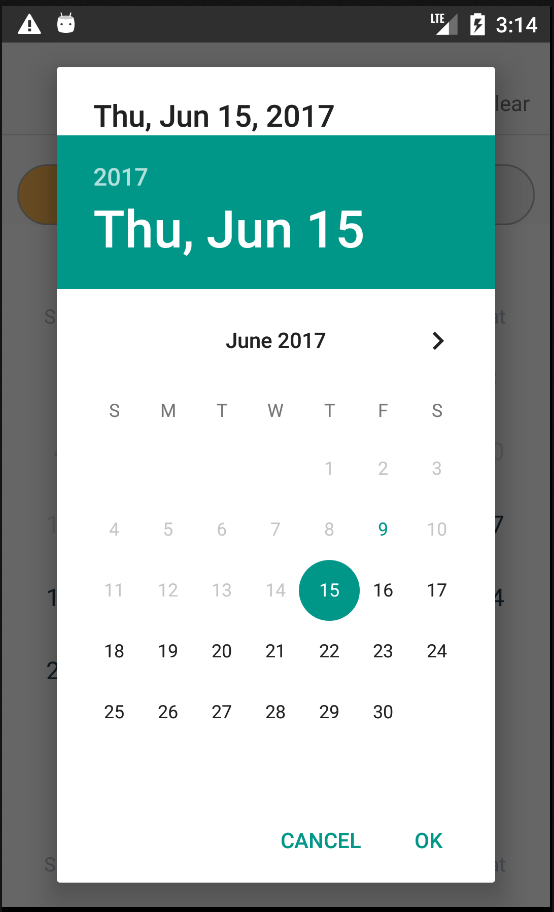 LTE 3:14
Thu, Jun 15, 2017
lear
2017
Thu, Jun 15
June 2017
S M T W T F S
1 2 3
4 5 6 7 8 9 10
11 12 13 14 15 16 17
18 19 20 21 22 23 24
25 26 27 28 29 30
CANCEL OK